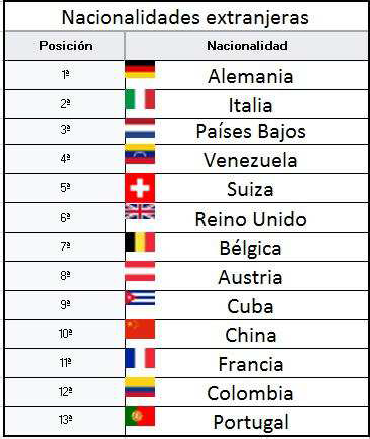 Nacionalidades extranjeras
Posición Nacionalidad
1ª Alemania
2ª Italia
3ª Países Bajos
4ª Venezuela
5ª Suiza
6ª Reino Unido
7ª Bélgica
8ª Austria
9ª Cuba
10ª China
11ª Francia
12ª Colombia
13ª Portugal